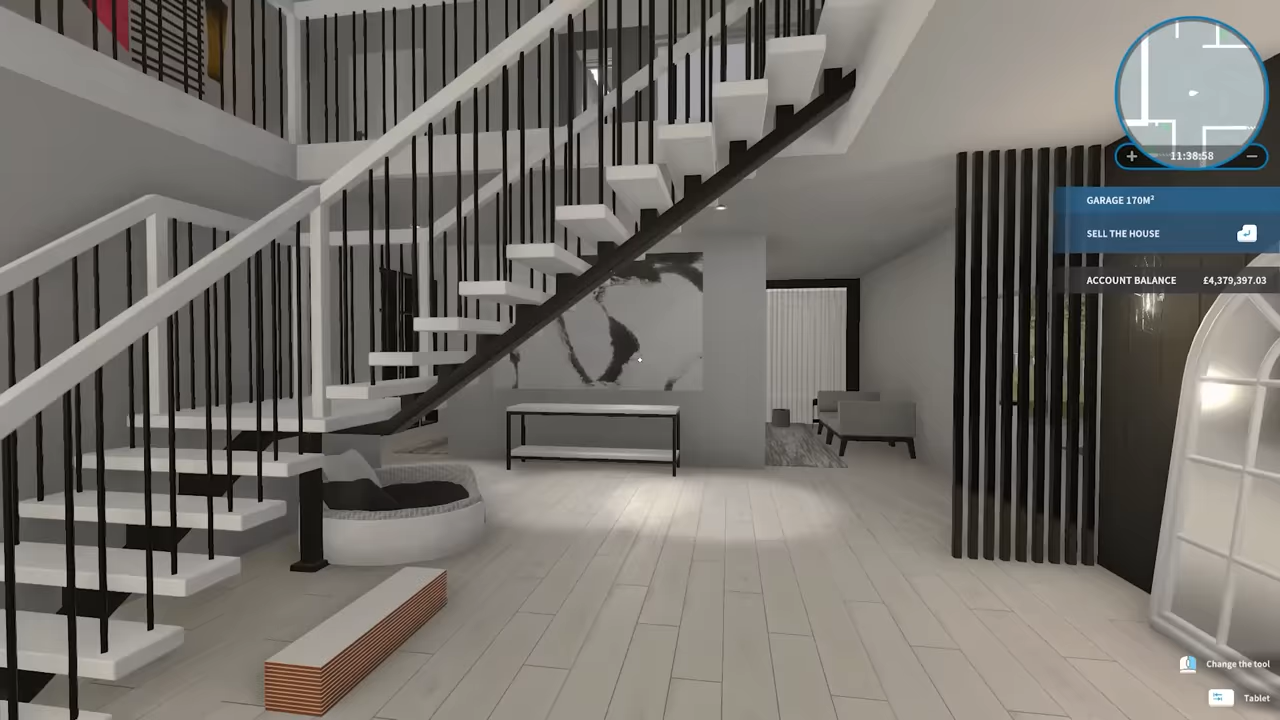 11:38:58
GARAGE 170M²
SELL THE HOUSE
ACCOUNT BALANCE £4,379,397.03
Change the tool
Tablet